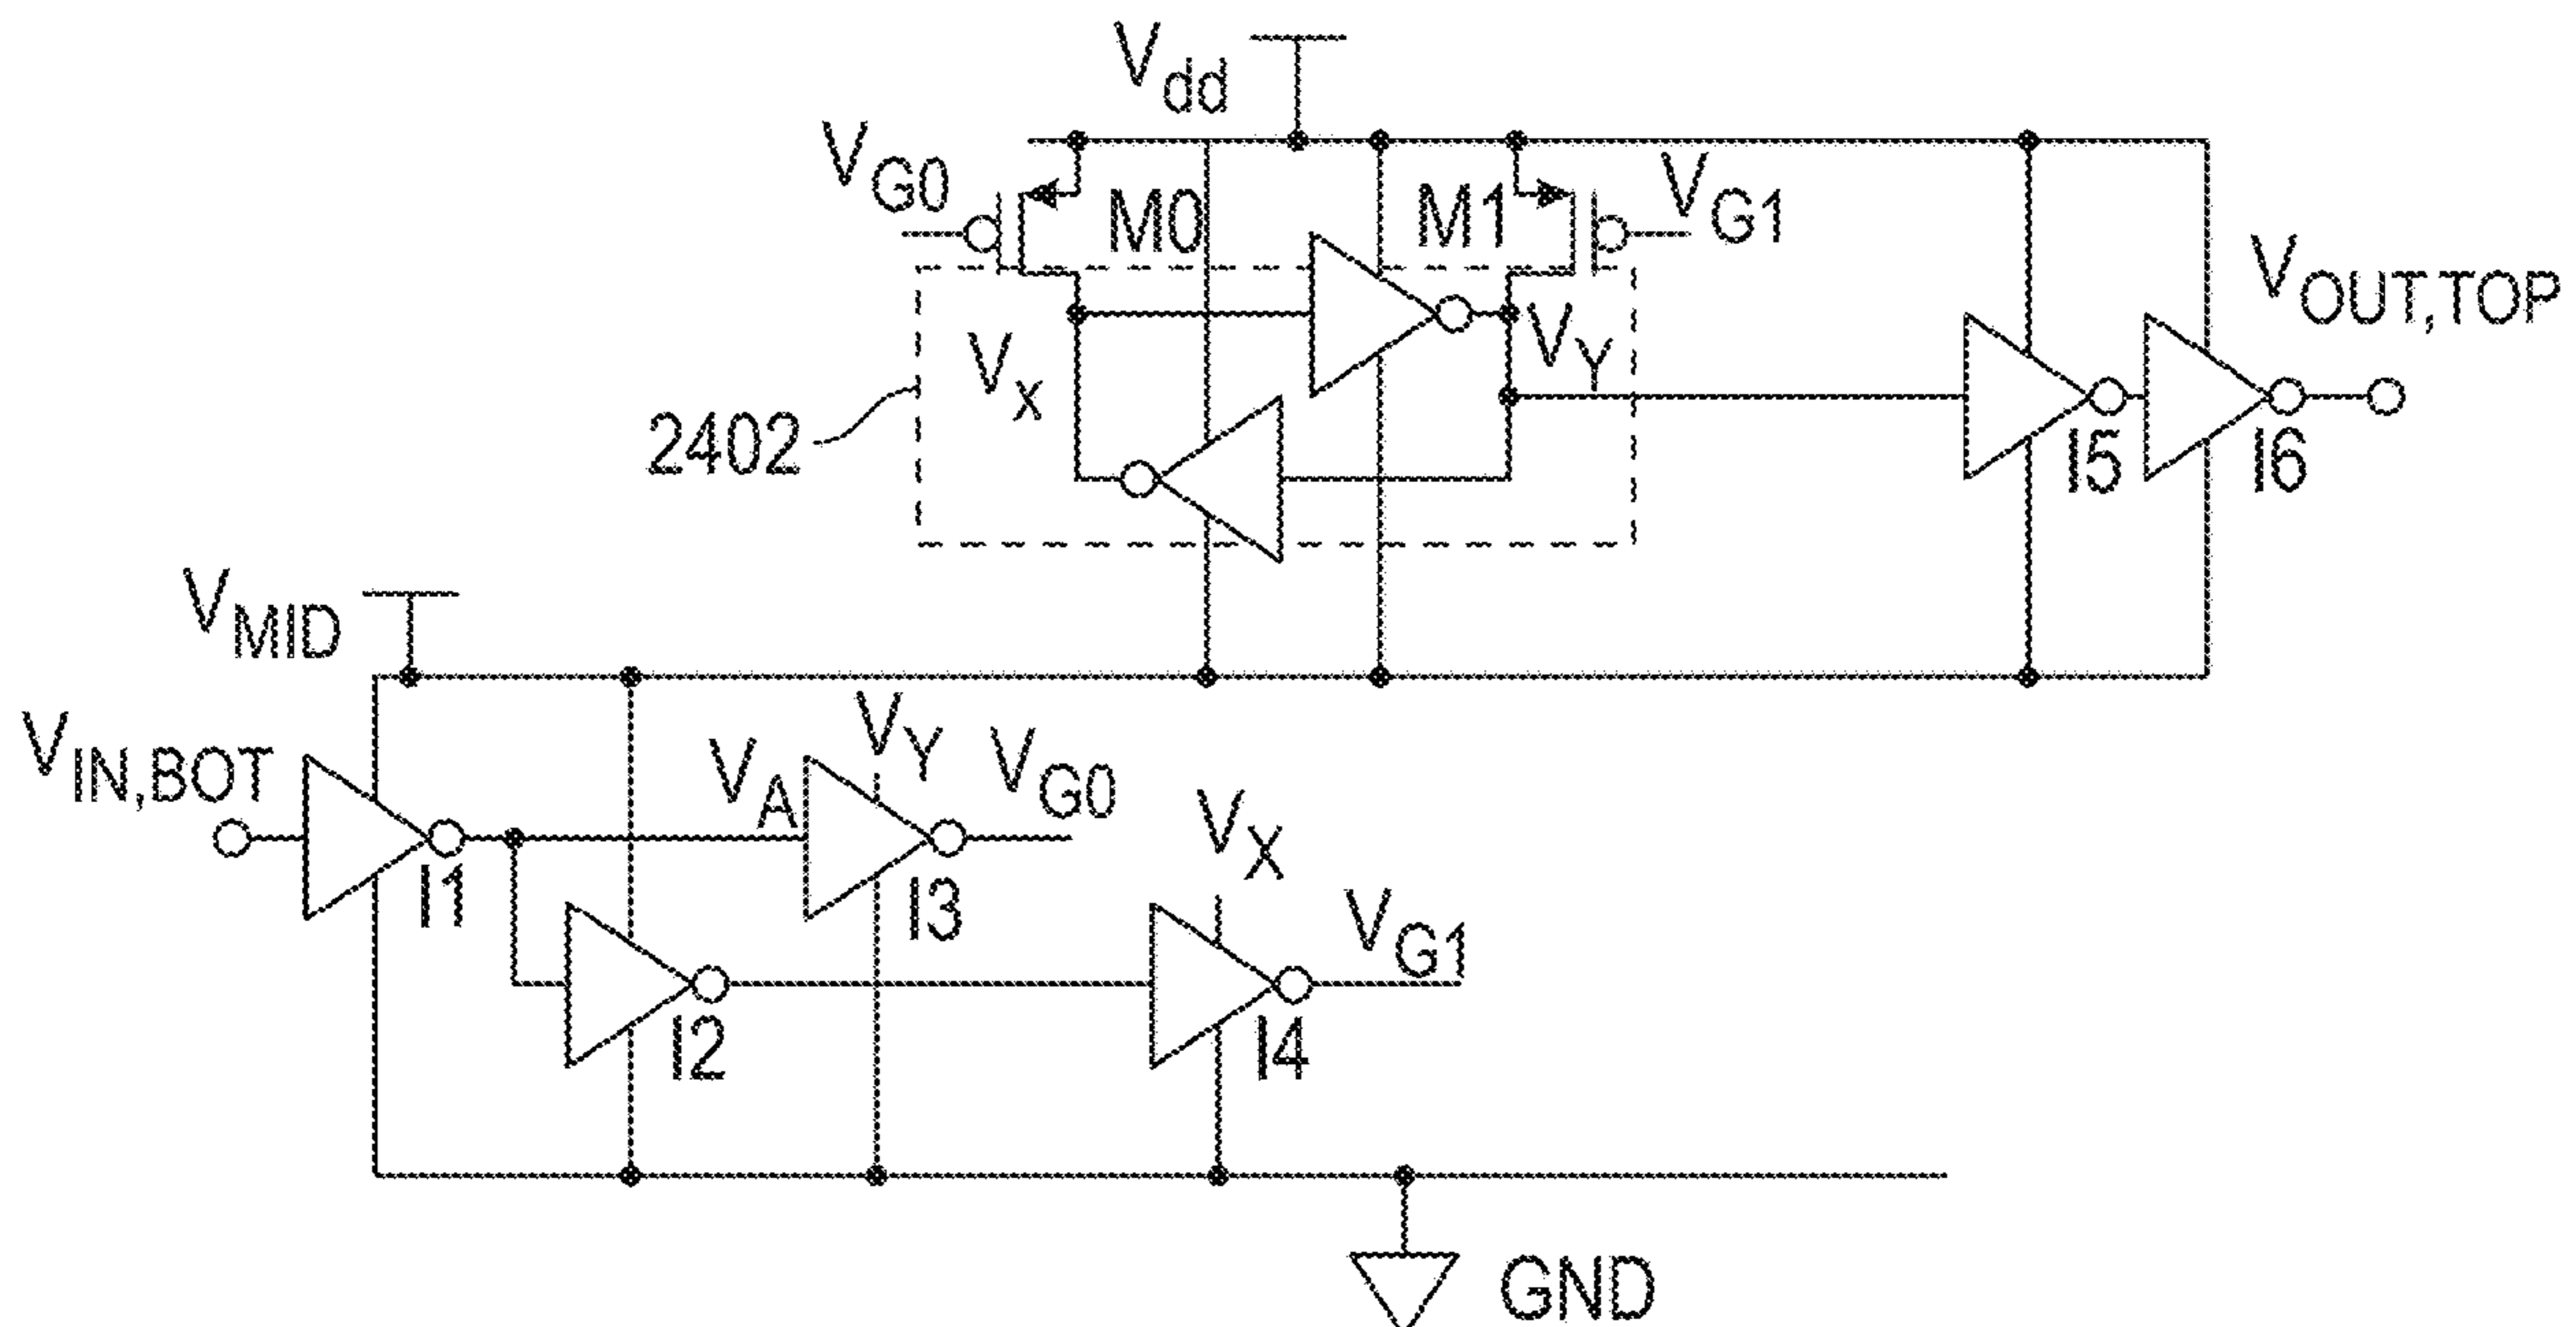 Vdd
VG0
M0
M1
VG1
VOUT,TOP
Vx
VY
2402
I5
I6
VMID
VIN,BOT
VA
VY
VG0
VX
I1
I3
VG1
I2
I4
GND